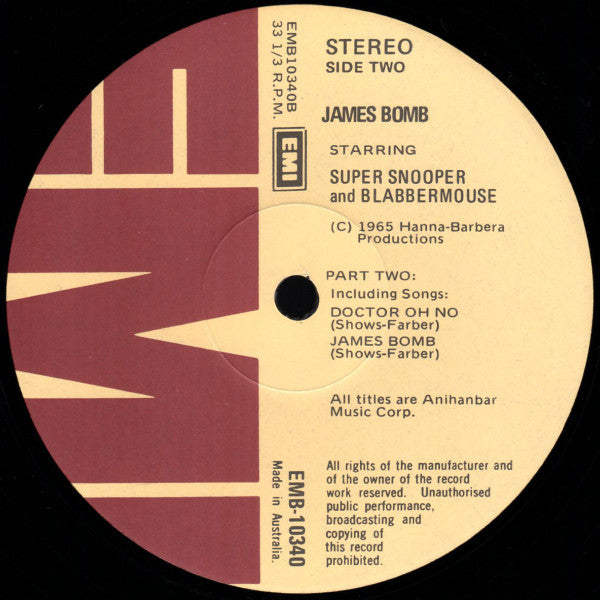 STEREO
SIDE TWO
EMB10340B
33 1/3 R.P.M.
EMI
JAMES BOMB
STARRING
SUPER SNOOPER
and BLABBERMOUSE
(C) 1965 Hanna-Barbera
Productions
PART TWO:
Including Songs:
DOCTOR OH NO
(Shows-Farber)
JAMES BOMB
(Shows-Farber)
All titles are Anihanbar
Music Corp.
All rights of the manufacturer and
of the owner of the record
work reserved. Unauthorised
public performance,
broadcasting and
copying of
this record
prohibited.
EMB-10340
Made in Australia.
EMI